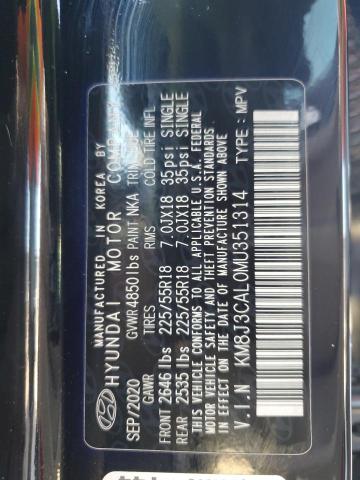 MANUFACTURED IN KOREA BY
HYUNDAI MOTOR COMPANY
SEP/2020 GVWR 4850 lbs PAINT NKA TRIM
GAWR TIRES RIMS COLD TIRE INFL
FRONT 2646 lbs 225/55R18 7.0JX18 35psi SINGLE
REAR 2535 lbs 225/55R18 7.0JX18 35psi SINGLE
THIS VEHICLE CONFORMS TO ALL APPLICABLE U.S.A. FEDERAL
MOTOR VEHICLE SAFETY AND THEFT PREVENTION STANDARDS
IN EFFECT ON THE DATE OF MANUFACTURE SHOWN ABOVE
V.I.N KM8J3CAL0MU351314 TYPE: MPV